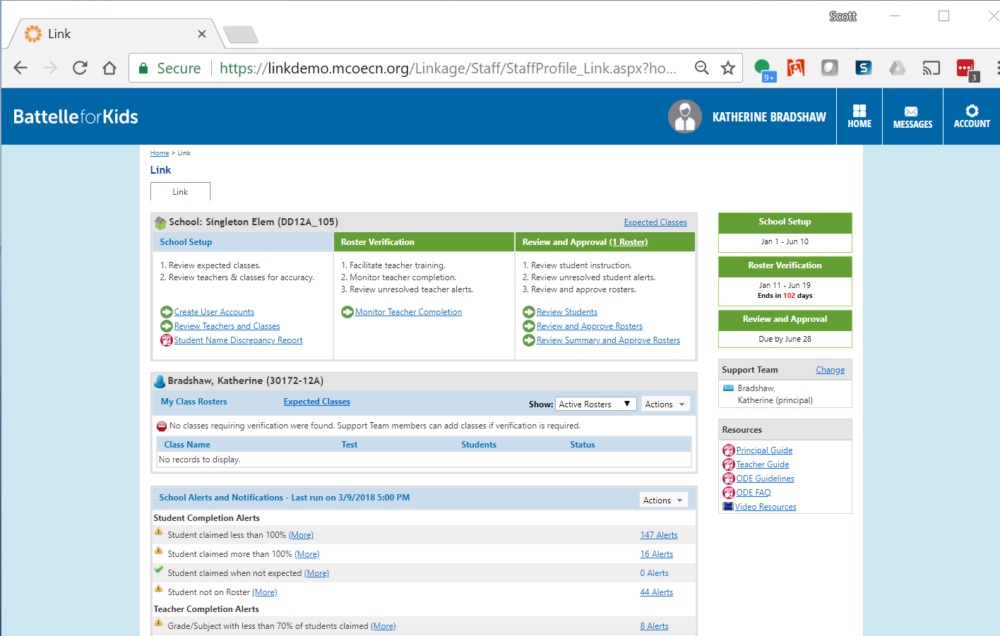 Scott
Link
Secure
https://linkdemo.mcoecn.org/Linkage/Staff/StaffProfile_Link.aspx?ho...
9+
S
3
BattelleforKids
KATHERINE BRADSHAW
HOME
MESSAGES
ACCOUNT
Home > Link
Link
Link
School: Singleton Elem (DD12A_105)
Expected Classes
School Setup
1. Review expected classes.
2. Review teachers & classes for accuracy.
Create User Accounts
Review Teachers and Classes
PDF Student Name Discrepancy Report
Roster Verification
1. Facilitate teacher training.
2. Monitor teacher completion.
3. Review unresolved teacher alerts.
Monitor Teacher Completion
Review and Approval (1 Roster)
1. Review student instruction.
2. Review unresolved student alerts.
3. Review and approve rosters.
Review Students
Review and Approve Rosters
Review Summary and Approve Rosters
Bradshaw, Katherine (30172-12A)
My Class Rosters
Expected Classes
Show: Active Rosters
Actions
No classes requiring verification were found. Support Team members can add classes if verification is required.
Class Name Test Students Status
No records to display.
School Alerts and Notifications - Last run on 3/9/2018 5:00 PM
Actions
Student Completion Alerts
Student claimed less than 100% (More) 147 Alerts
Student claimed more than 100% (More) 16 Alerts
Student claimed when not expected (More) 0 Alerts
Student not on Roster (More) 44 Alerts
Teacher Completion Alerts
Grade/Subject with less than 70% of students claimed (More) 8 Alerts
School Setup
Jan 1 - Jun 10
Roster Verification
Jan 11 - Jun 19
Ends in 102 days
Review and Approval
Due by June 28
Support Team Change
Bradshaw,
Katherine (principal)
Resources
PDF Principal Guide
PDF Teacher Guide
PDF ODE Guidelines
PDF ODE FAQ
Video Resources